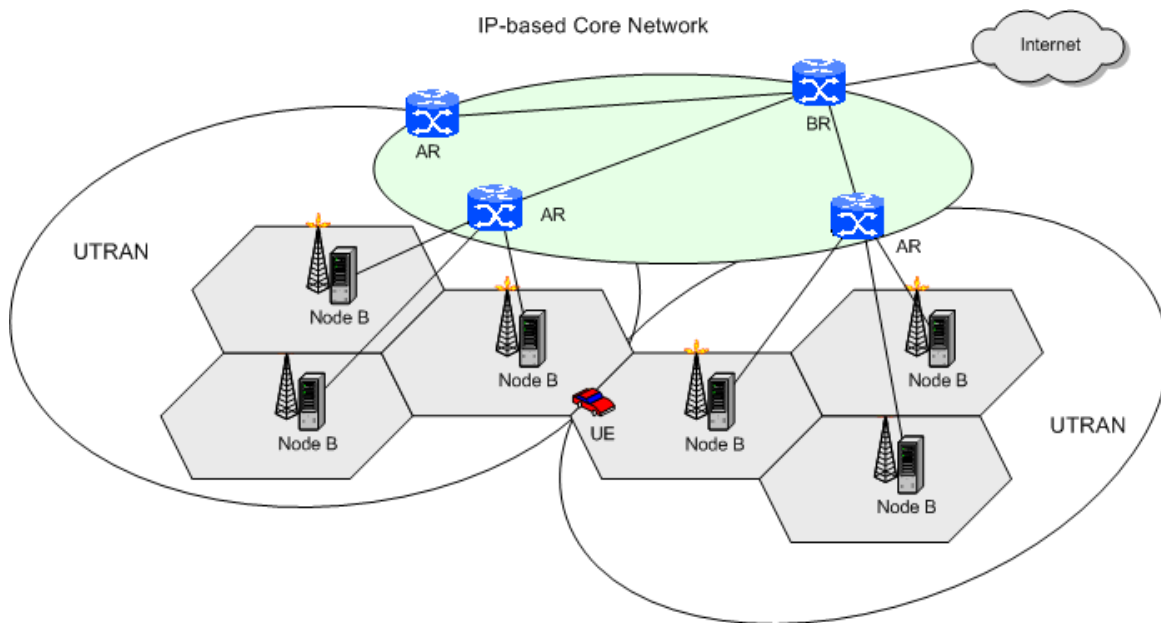 IP-based Core Network
Internet
BR
AR
AR
AR
UTRAN
Node B
Node B
Node B
Node B
UE
Node B
UTRAN
Node B